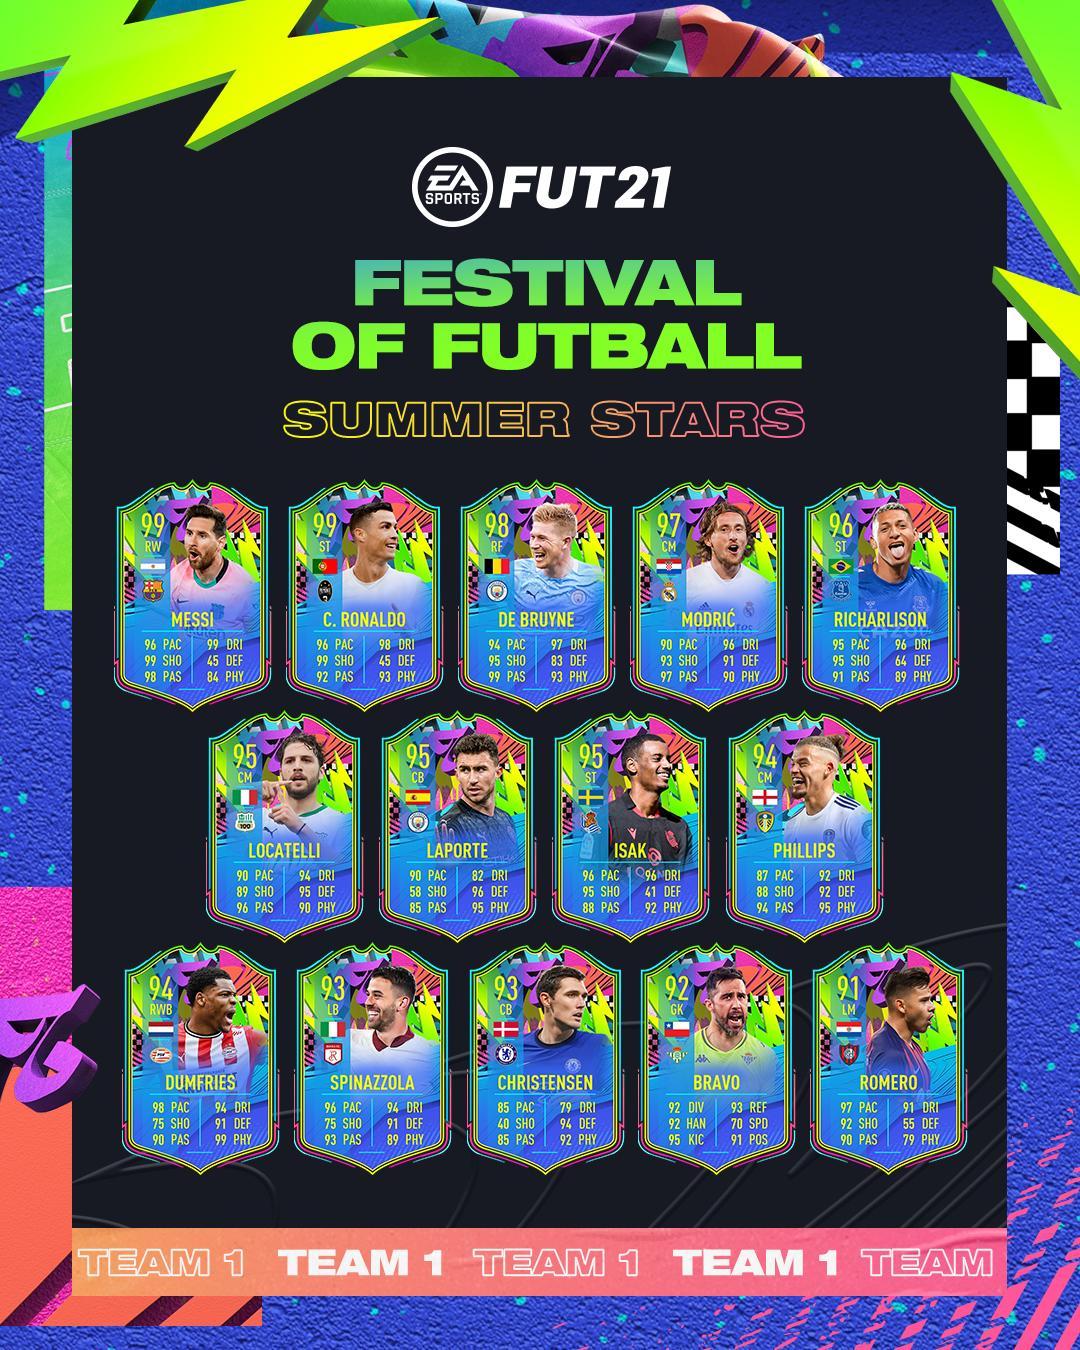 EA
SPORTS
FUT21
FESTIVAL
OF FUTBALL
SUMMER STARS
99
RW
MESSI
96 PAC 99 DRI
99 SHO 45 DEF
98 PAS 84 PHY
99
ST
C. RONALDO
96 PAC 98 DRI
99 SHO 45 DEF
92 PAS 93 PHY
98
RF
DE BRUYNE
94 PAC 97 DRI
95 SHO 83 DEF
99 PAS 93 PHY
97
CM
MODRIĆ
90 PAC 96 DRI
93 SHO 91 DEF
97 PAS 90 PHY
96
ST
RICHARLISON
95 PAC 96 DRI
95 SHO 64 DEF
91 PAS 89 PHY
95
CM
LOCATELLI
90 PAC 94 DRI
89 SHO 95 DEF
96 PAS 90 PHY
95
CB
LAPORTE
90 PAC 82 DRI
58 SHO 96 DEF
85 PAS 95 PHY
95
ST
ISAK
96 PAC 96 DRI
95 SHO 41 DEF
88 PAS 92 PHY
94
CM
PHILLIPS
87 PAC 92 DRI
88 SHO 92 DEF
94 PAS 95 PHY
94
RWB
DUMFRIES
98 PAC 94 DRI
75 SHO 91 DEF
90 PAS 99 PHY
93
LB
SPINAZZOLA
96 PAC 94 DRI
75 SHO 91 DEF
93 PAS 89 PHY
93
CB
CHRISTENSEN
85 PAC 79 DRI
40 SHO 94 DEF
85 PAS 92 PHY
92
GK
BRAVO
92 DIV 93 REF
92 HAN 70 SPD
95 KIC 91 POS
91
LM
ROMERO
97 PAC 91 DRI
92 SHO 55 DEF
90 PAS 79 PHY
TEAM 1 TEAM 1 TEAM 1 TEAM 1 TEAM